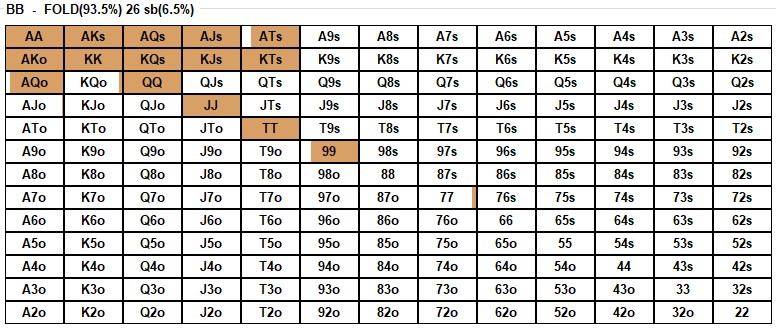 BB - FOLD(93.5%) 26 sb(6.5%)
AA AKs AQs AJs ATs A9s A8s A7s A6s A5s A4s A3s A2s
AKo KK KQs KJs KTs K9s K8s K7s K6s K5s K4s K3s K2s
AQo KQo QQ QJs QTs Q9s Q8s Q7s Q6s Q5s Q4s Q3s Q2s
AJo KJo QJo JJ JTs J9s J8s J7s J6s J5s J4s J3s J2s
ATo KTo QTo JTo TT T9s T8s T7s T6s T5s T4s T3s T2s
A9o K9o Q9o J9o T9o 99 98s 97s 96s 95s 94s 93s 92s
A8o K8o Q8o J8o T8o 98o 88 87s 86s 85s 84s 83s 82s
A7o K7o Q7o J7o T7o 97o 87o 77 76s 75s 74s 73s 72s
A6o K6o Q6o J6o T6o 96o 86o 76o 66 65s 64s 63s 62s
A5o K5o Q5o J5o T5o 95o 85o 75o 65o 55 54s 53s 52s
A4o K4o Q4o J4o T4o 94o 84o 74o 64o 54o 44 43s 42s
A3o K3o Q3o J3o T3o 93o 83o 73o 63o 53o 43o 33 32s
A2o K2o Q2o J2o T2o 92o 82o 72o 62o 52o 42o 32o 22